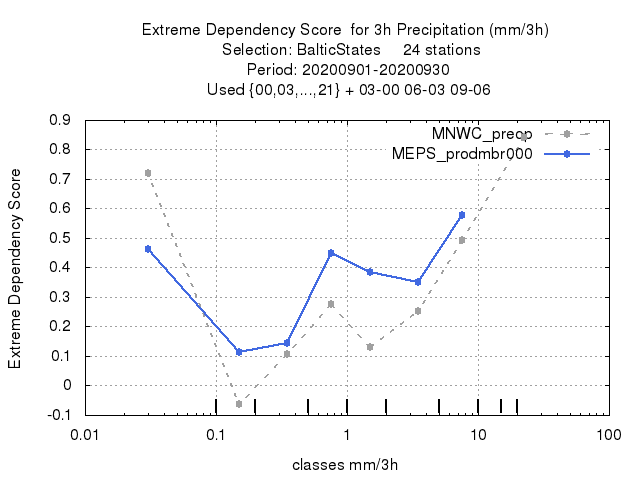 Extreme Dependency Score  for 3h Precipitation (mm/3h)
Selection: BalticStates     24 stations
Period: 20200901-20200930
Used {00,03,...,21} + 03-00 06-03 09-06
MNWC_precp
MEPS_prodmbr000
0.9
0.8
0.7
0.6
0.5
0.4
0.3
0.2
0.1
0
-0.1
Extreme Dependency Score
0.01 0.1 1 10 100
classes mm/3h